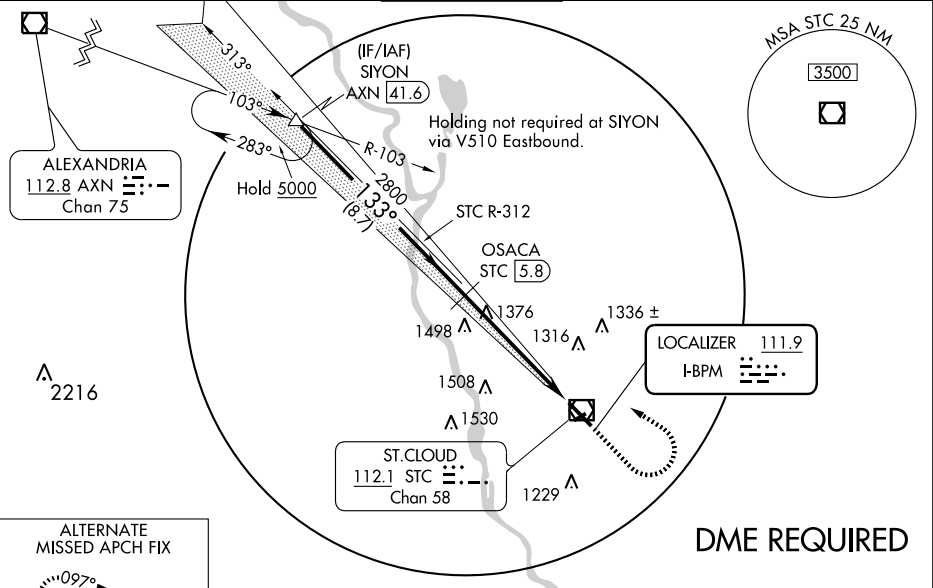 MSA STC 25 NM
3500
(IF/IAF)
SIYON
AXN 41.6
313°
103°
283°
Hold 5000
R-103
Holding not required at SIYON
via V510 Eastbound.
ALEXANDRIA
112.8 AXN
Chan 75
2800
133°
(8.7)
STC R-312
OSACA
STC 5.8
1376
1498
1316
1336 ±
LOCALIZER 111.9
I-BPM
2216
1508
1530
ST.CLOUD
112.1 STC
Chan 58
1229
DME REQUIRED
ALTERNATE
MISSED APCH FIX
097°